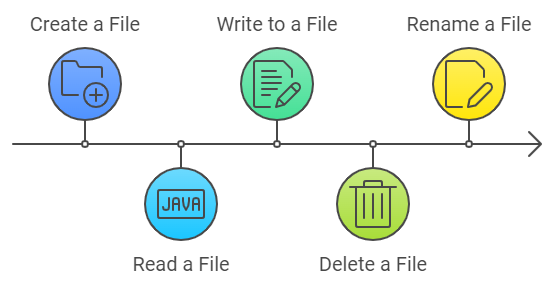 Create a File
Write to a File
Rename a File
JAVA
Read a File
Delete a File